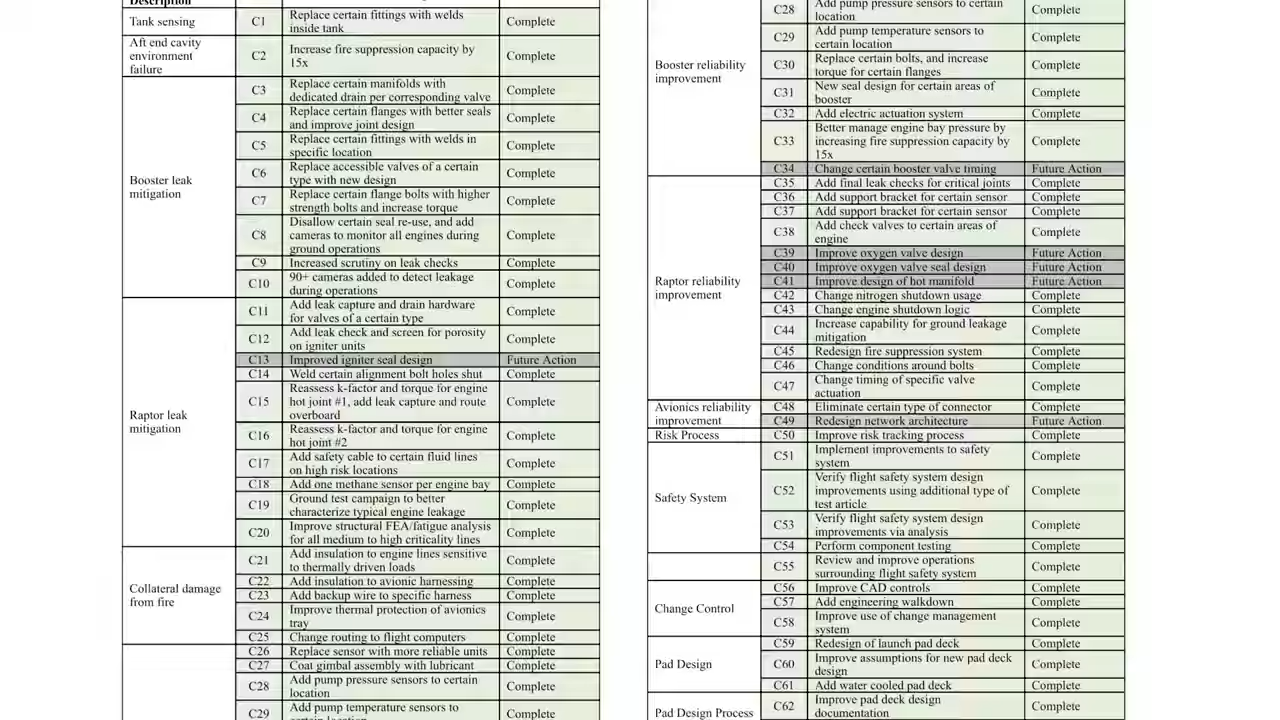 Description
Tank sensing
C1
Replace certain fittings with welds
inside tank
Complete
Aft end cavity
environment
failure
C2
Increase fire suppression capacity by
15x
Complete
Booster leak
mitigation
C3
Replace certain manifolds with
dedicated drain per corresponding valve
Complete
C4
Replace certain flanges with better seals
and improve joint design
Complete
C5
Replace certain fittings with welds in
specific location
Complete
C6
Replace accessible valves of a certain
type with new design
Complete
C7
Replace certain flange bolts with higher
strength bolts and increase torque
Complete
C8
Disallow certain seal re-use, and add
cameras to monitor all engines during
ground operations
Complete
C9
Increased scrutiny on leak checks
Complete
C10
90+ cameras added to detect leakage
during operations
Complete
Raptor leak
mitigation
C11
Add leak capture and drain hardware
for valves of a certain type
Complete
C12
Add leak check and screen for porosity
on igniter units
Complete
C13
Improved igniter seal design
Future Action
C14
Weld certain alignment bolt holes shut
Complete
C15
Reassess k-factor and torque for engine
hot joint #1, add leak capture and route
overboard
Complete
C16
Reassess k-factor and torque for engine
hot joint #2
Complete
C17
Add safety cable to certain fluid lines
on high risk locations
Complete
C18
Add one methane sensor per engine bay
Complete
C19
Ground test campaign to better
characterize typical engine leakage
Complete
C20
Improve structural FEA/fatigue analysis
for all medium to high criticality lines
Complete
Collateral damage
from fire
C21
Add insulation to engine lines sensitive
to thermally driven loads
Complete
C22
Add insulation to avionic harnessing
Complete
C23
Add backup wire to specific harness
Complete
C24
Improve thermal protection of avionics
tray
Complete
C25
Change routing to flight computers
Complete
C26
Replace sensor with more reliable units
Complete
C27
Coat gimbal assembly with lubricant
Complete
C28
Add pump pressure sensors to certain
location
Complete
C29
Add pump temperature sensors to
certain location
Complete
Booster reliability
improvement
C28
Add pump pressure sensors to certain
location
Complete
C29
Add pump temperature sensors to
certain location
Complete
C30
Replace certain bolts, and increase
torque for certain flanges
Complete
C31
New seal design for certain areas of
booster
Complete
C32
Add electric actuation system
Complete
C33
Better manage engine bay pressure by
increasing fire suppression capacity by
15x
Complete
C34
Change certain booster valve timing
Future Action
Raptor reliability
improvement
C35
Add final leak checks for critical joints
Complete
C36
Add support bracket for certain sensor
Complete
C37
Add support bracket for certain sensor
Complete
C38
Add check valves to certain areas of
engine
Complete
C39
Improve oxygen valve design
Future Action
C40
Improve oxygen valve seal design
Future Action
C41
Improve design of hot manifold
Future Action
C42
Change nitrogen shutdown usage
Complete
C43
Change engine shutdown logic
Complete
C44
Increase capability for ground leakage
mitigation
Complete
C45
Redesign fire suppression system
Complete
C46
Change conditions around bolts
Complete
C47
Change timing of specific valve
actuation
Complete
Avionics reliability
improvement
C48
Eliminate certain type of connector
Complete
C49
Redesign network architecture
Future Action
Risk Process
C50
Improve risk tracking process
Complete
Safety System
C51
Implement improvements to safety
system
Complete
C52
Verify flight safety system design
improvements using additional type of
test article
Complete
C53
Verify flight safety system design
improvements via analysis
Complete
C54
Perform component testing
Complete
C55
Review and improve operations
surrounding flight safety system
Complete
Change Control
C56
Improve CAD controls
Complete
C57
Add engineering walkdown
Complete
C58
Improve use of change management
system
Complete
Pad Design
C59
Redesign of launch pad deck
Complete
C60
Improve assumptions for new pad deck
design
Complete
C61
Add water cooled pad deck
Complete
Pad Design Process
C62
Improve pad deck design
documentation
Complete